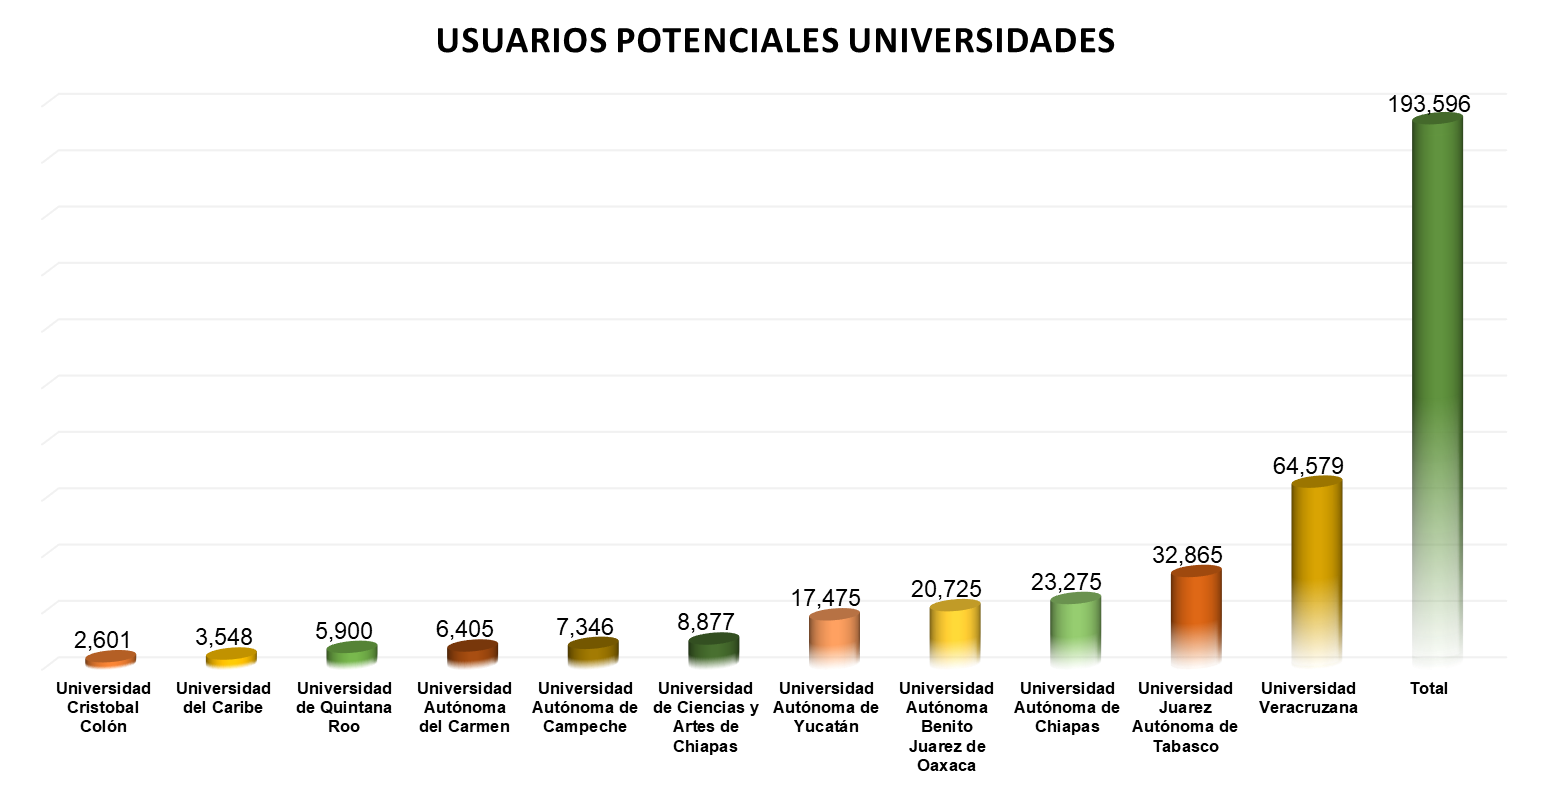 USUARIOS POTENCIALES UNIVERSIDADES
193,596
64,579
32,865
23,275
20,725
17,475
8,877
7,346
6,405
5,900
3,548
2,601
Universidad
Cristobal
Colón
Universidad
del Caribe
Universidad
de Quintana
Roo
Universidad
Autónoma
del Carmen
Universidad
Autónoma de
Campeche
Universidad
de Ciencias y
Artes de
Chiapas
Universidad
Autónoma de
Yucatán
Universidad
Autónoma
Benito
Juarez de
Oaxaca
Universidad
Autónoma de
Chiapas
Universidad
Juarez
Autónoma de
Tabasco
Universidad
Veracruzana
Total